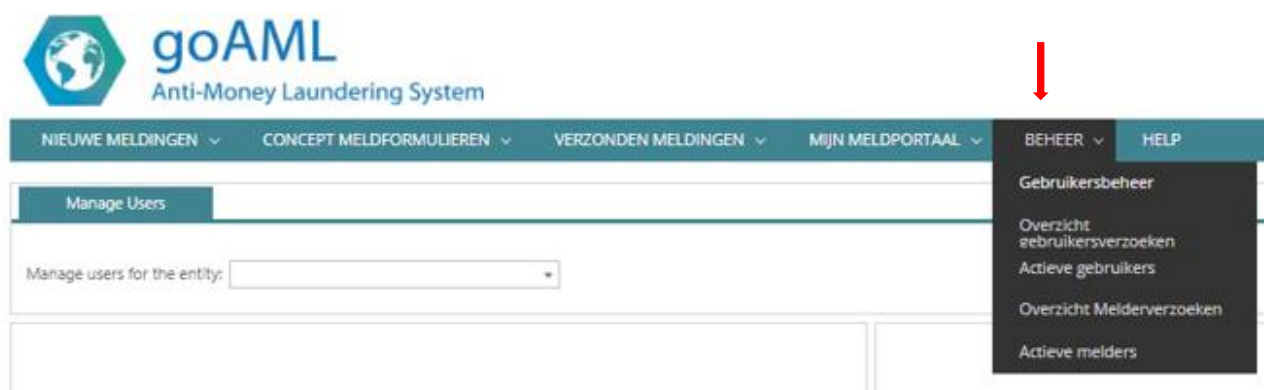 goAML
Anti-Money Laundering System
NIEUWE MELDINGEN
CONCEPT MELDFORMULIEREN
VERZONDEN MELDINGEN
MIJN MELDPORTAAL
BEHEER
HELP
Gebruikersbeheer
Overzicht
gebruikersverzoeken
Actieve gebruikers
Overzicht Melderverzoeken
Actieve melders
Manage Users
Manage users for the entity: